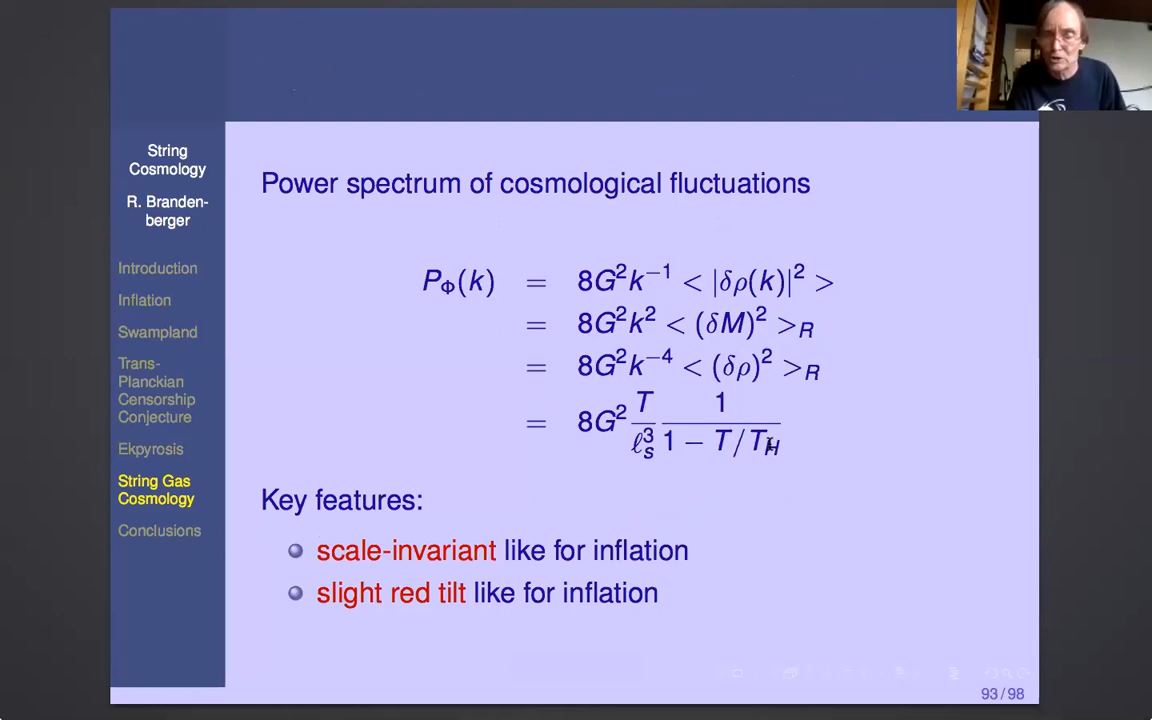 String
Cosmology
R. Branden-
berger
Introduction
Inflation
Swampland
Trans-
Planckian
Censorship
Conjecture
Ekpyrosis
String Gas
Cosmology
Conclusions
Power spectrum of cosmological fluctuations
P_Φ(k) = 8G²k⁻¹ < |δρ(k)|² >
= 8G²k² < (δM)² >_R
= 8G²k⁻⁴ < (δρ)² >_R
= 8G² T/ℓ_s³ 1/(1 − T/T_H)
Key features:
scale-invariant like for inflation
slight red tilt like for inflation
93 / 98